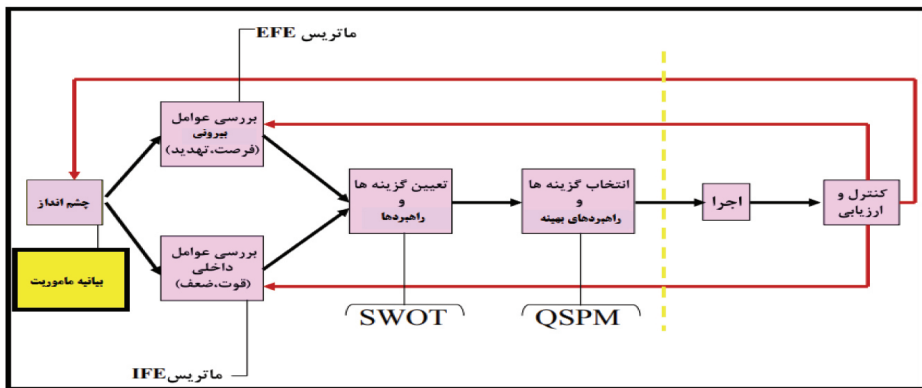 ماتریس EFE
بررسی عوامل
بیرونی
(فرصت،تهدید)
چشم انداز
بیانیه ماموریت
بررسی عوامل
داخلی
(قوت،ضعف)
ماتریس IFE
تعیین گزینه ها
و
راهبردها
SWOT
انتخاب گزینه ها
و
راهبردهای بهینه
QSPM
اجرا
کنترل و
ارزیابی